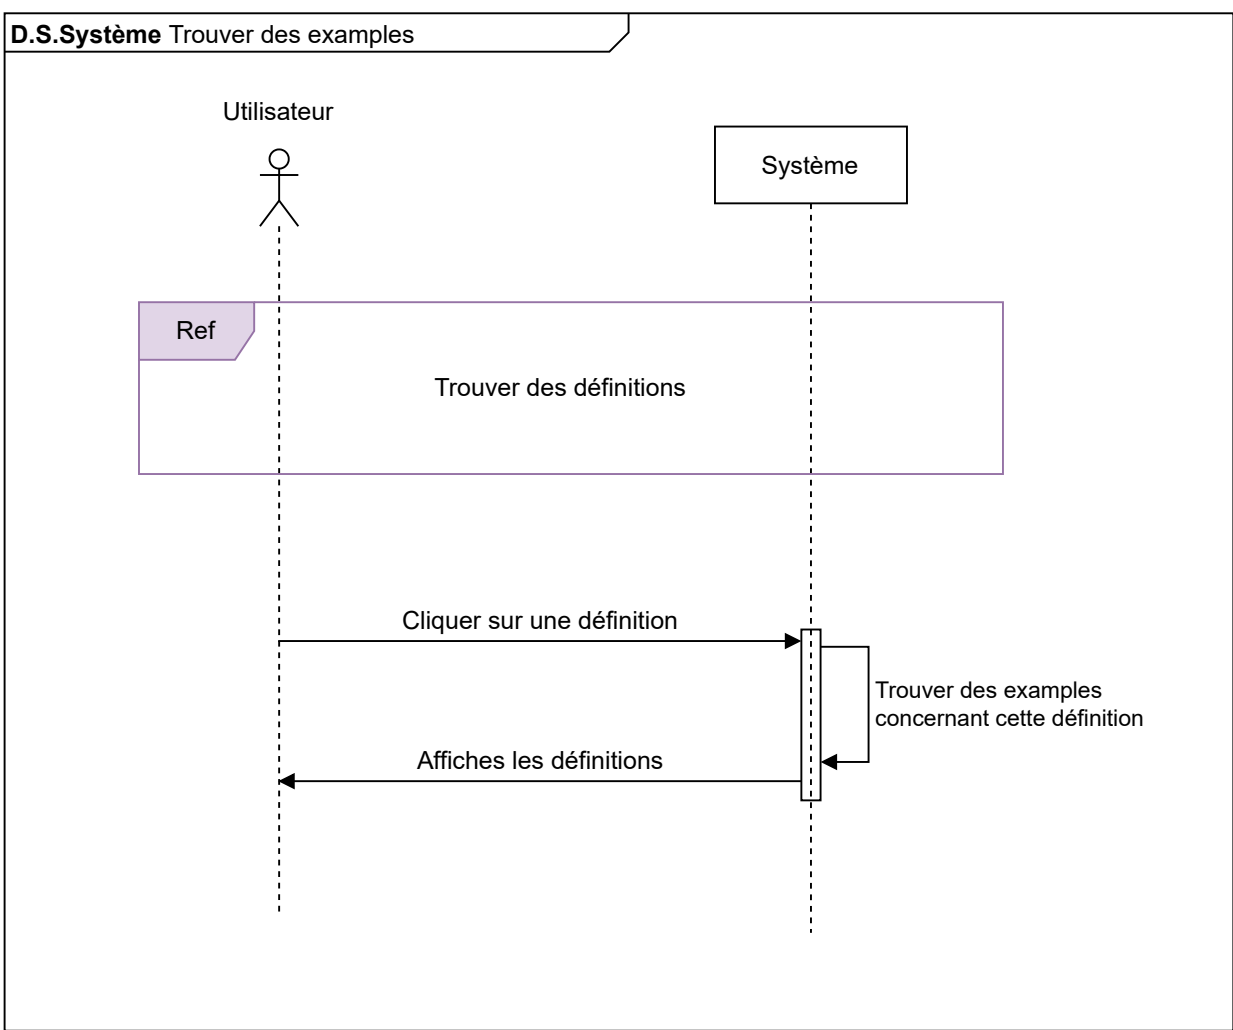 D.S.Système Trouver des examples
Utilisateur
Système
Ref
Trouver des définitions
Cliquer sur une définition
Trouver des examples
concernant cette définition
Affiches les définitions